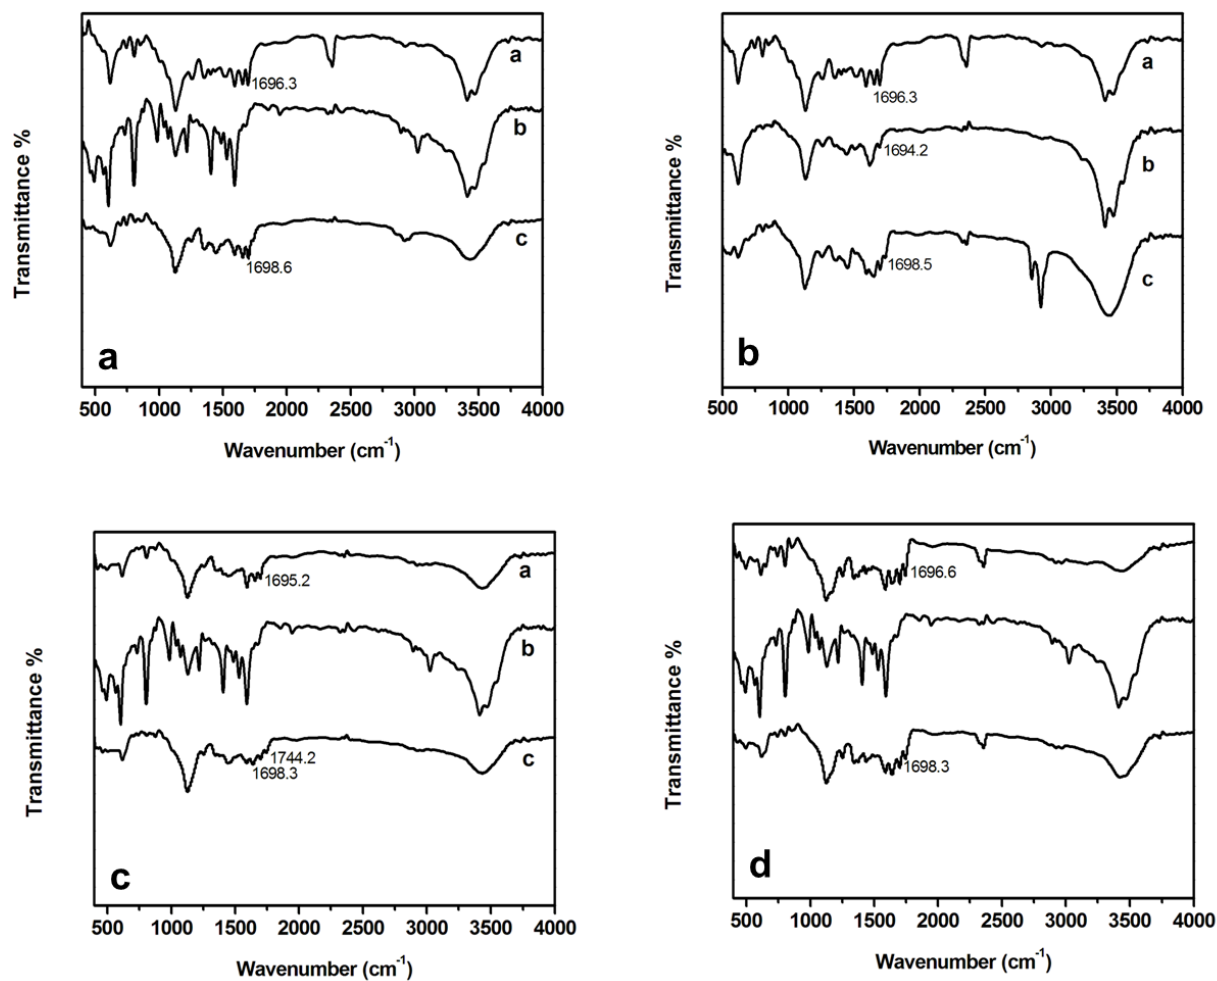 a
1696.3
b
c
1698.6
a
Transmittance %
500 1000 1500 2000 2500 3000 3500 4000
Wavenumber (cm-1)
a
1696.3
b
1694.2
c
1698.5
b
Transmittance %
500 1000 1500 2000 2500 3000 3500 4000
Wavenumber (cm-1)
a
1695.2
b
c
1744.2
1698.3
c
Transmittance %
500 1000 1500 2000 2500 3000 3500 4000
Wavenumber (cm-1)
a
1696.6
b
c
1698.3
d
Transmittance %
500 1000 1500 2000 2500 3000 3500 4000
Wavenumber (cm-1)